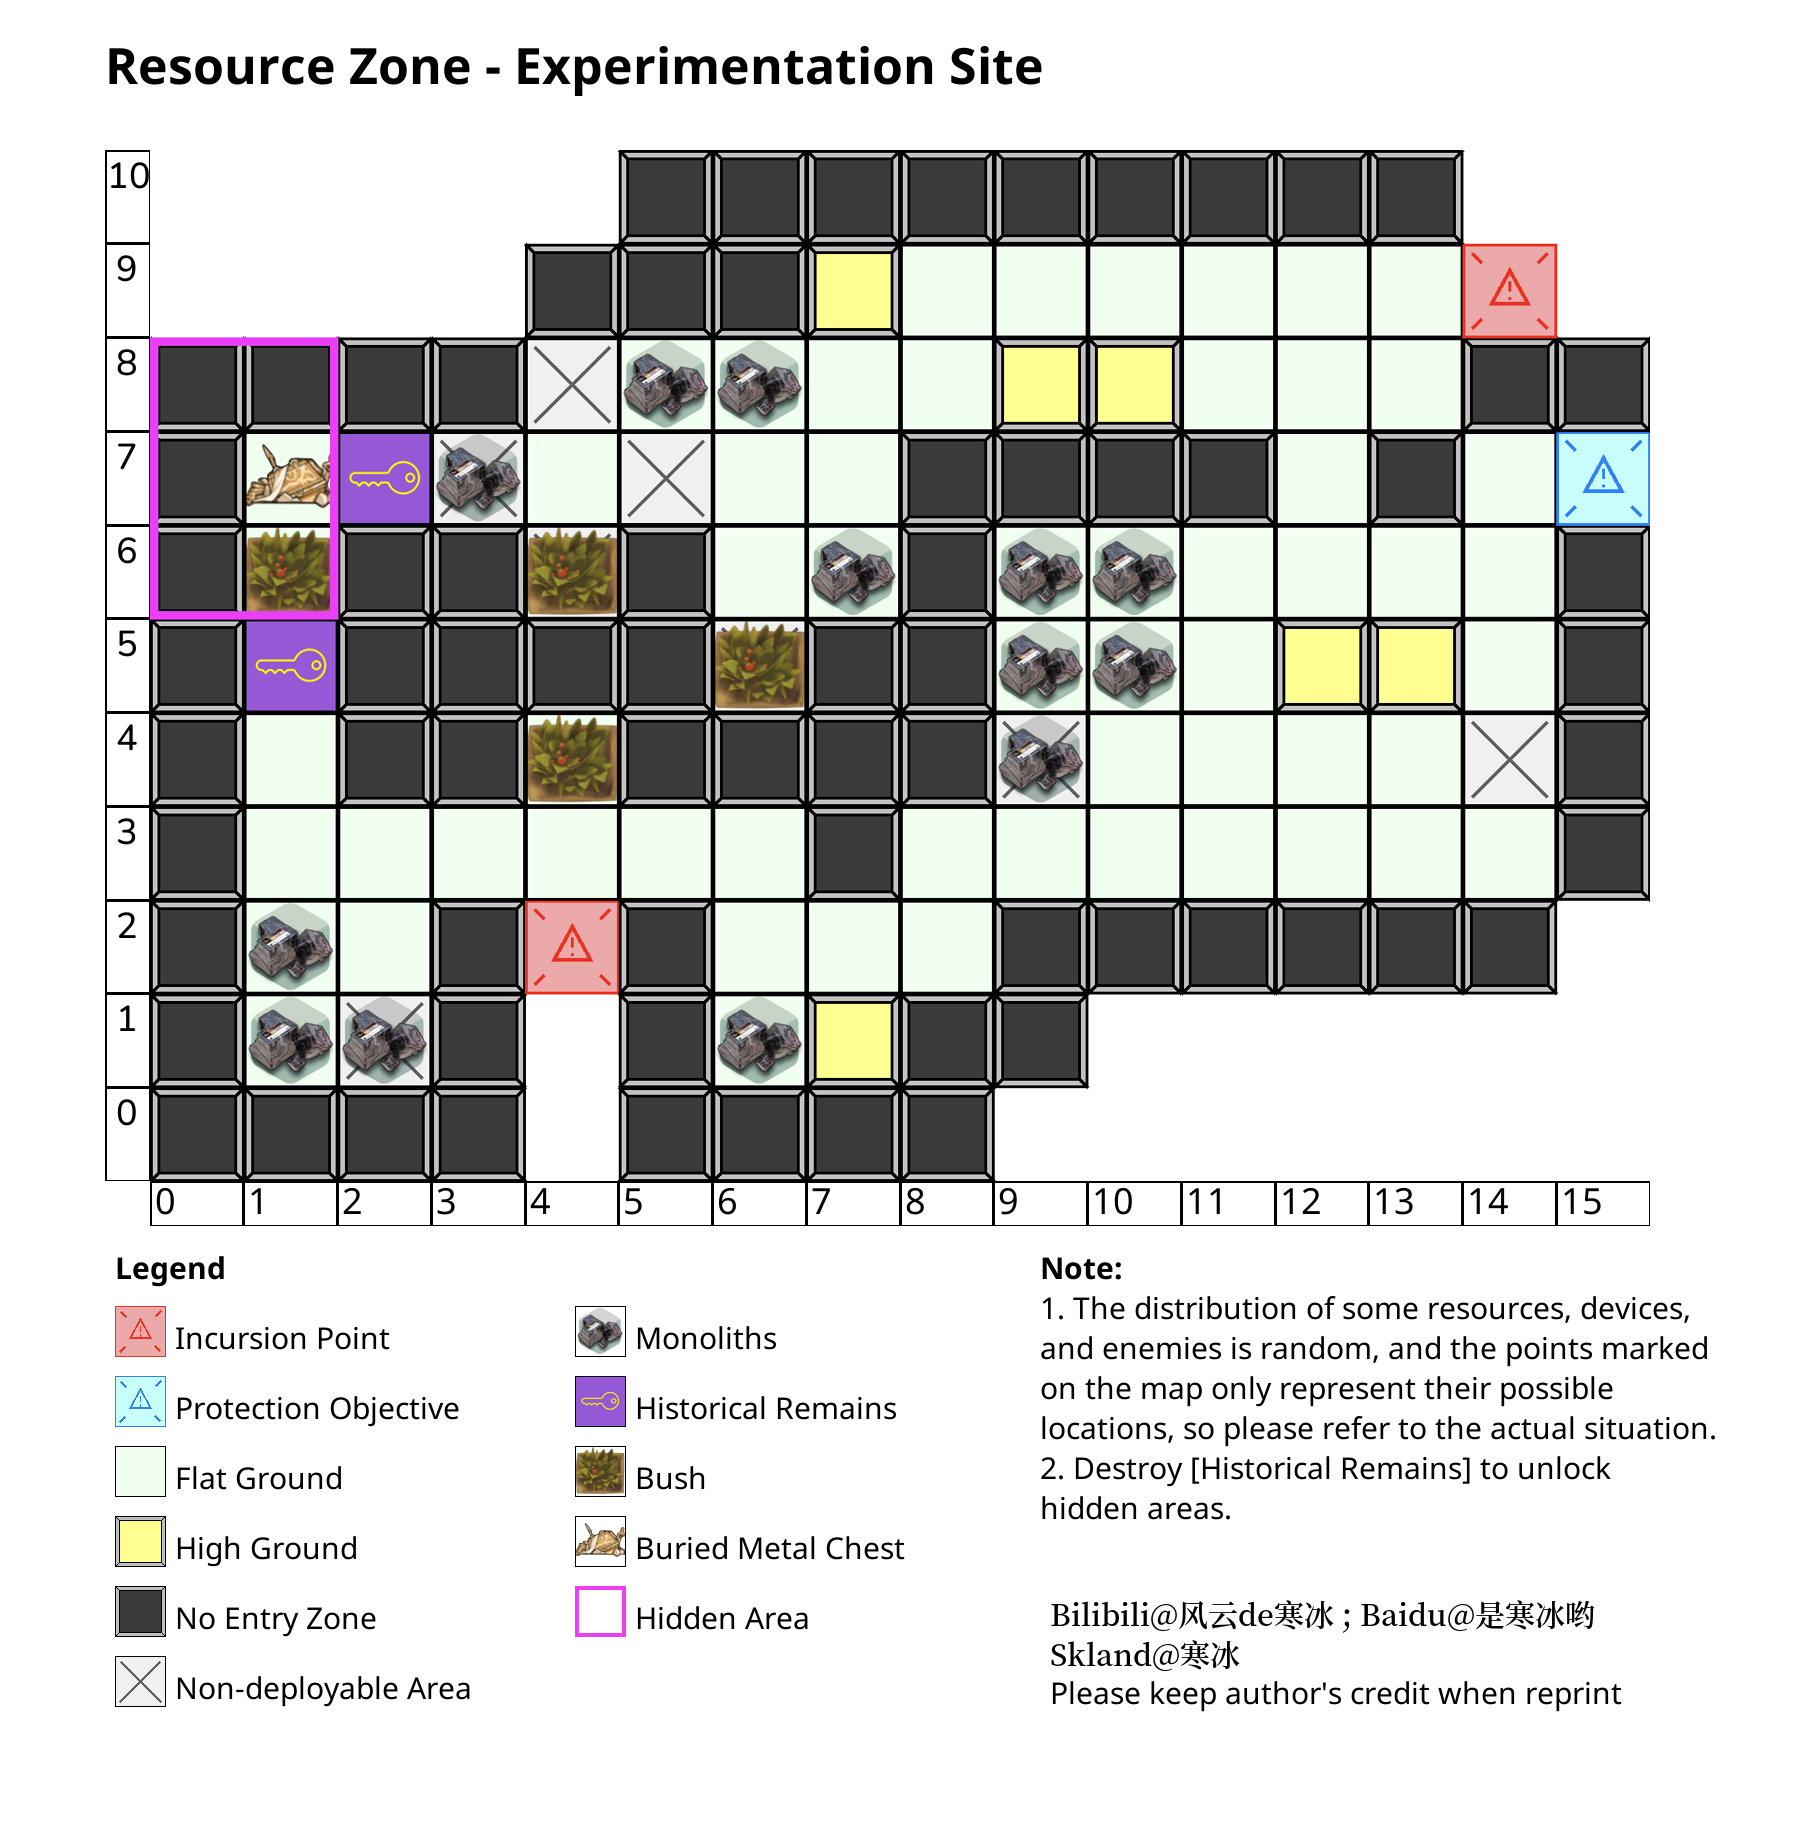 Resource Zone - Experimentation Site
10
9
8
7
6
5
4
3
2
1
0
0 1 2 3 4 5 6 7 8 9 10 11 12 13 14 15
Legend
Incursion Point
Protection Objective
Flat Ground
High Ground
No Entry Zone
Non-deployable Area
Monoliths
Historical Remains
Bush
Buried Metal Chest
Hidden Area
Note:
1. The distribution of some resources, devices,
and enemies is random, and the points marked
on the map only represent their possible
locations, so please refer to the actual situation.
2. Destroy [Historical Remains] to unlock
hidden areas.
Bilibili@风云de寒冰 ; Baidu@是寒冰哟
Skland@寒冰
Please keep author's credit when reprint